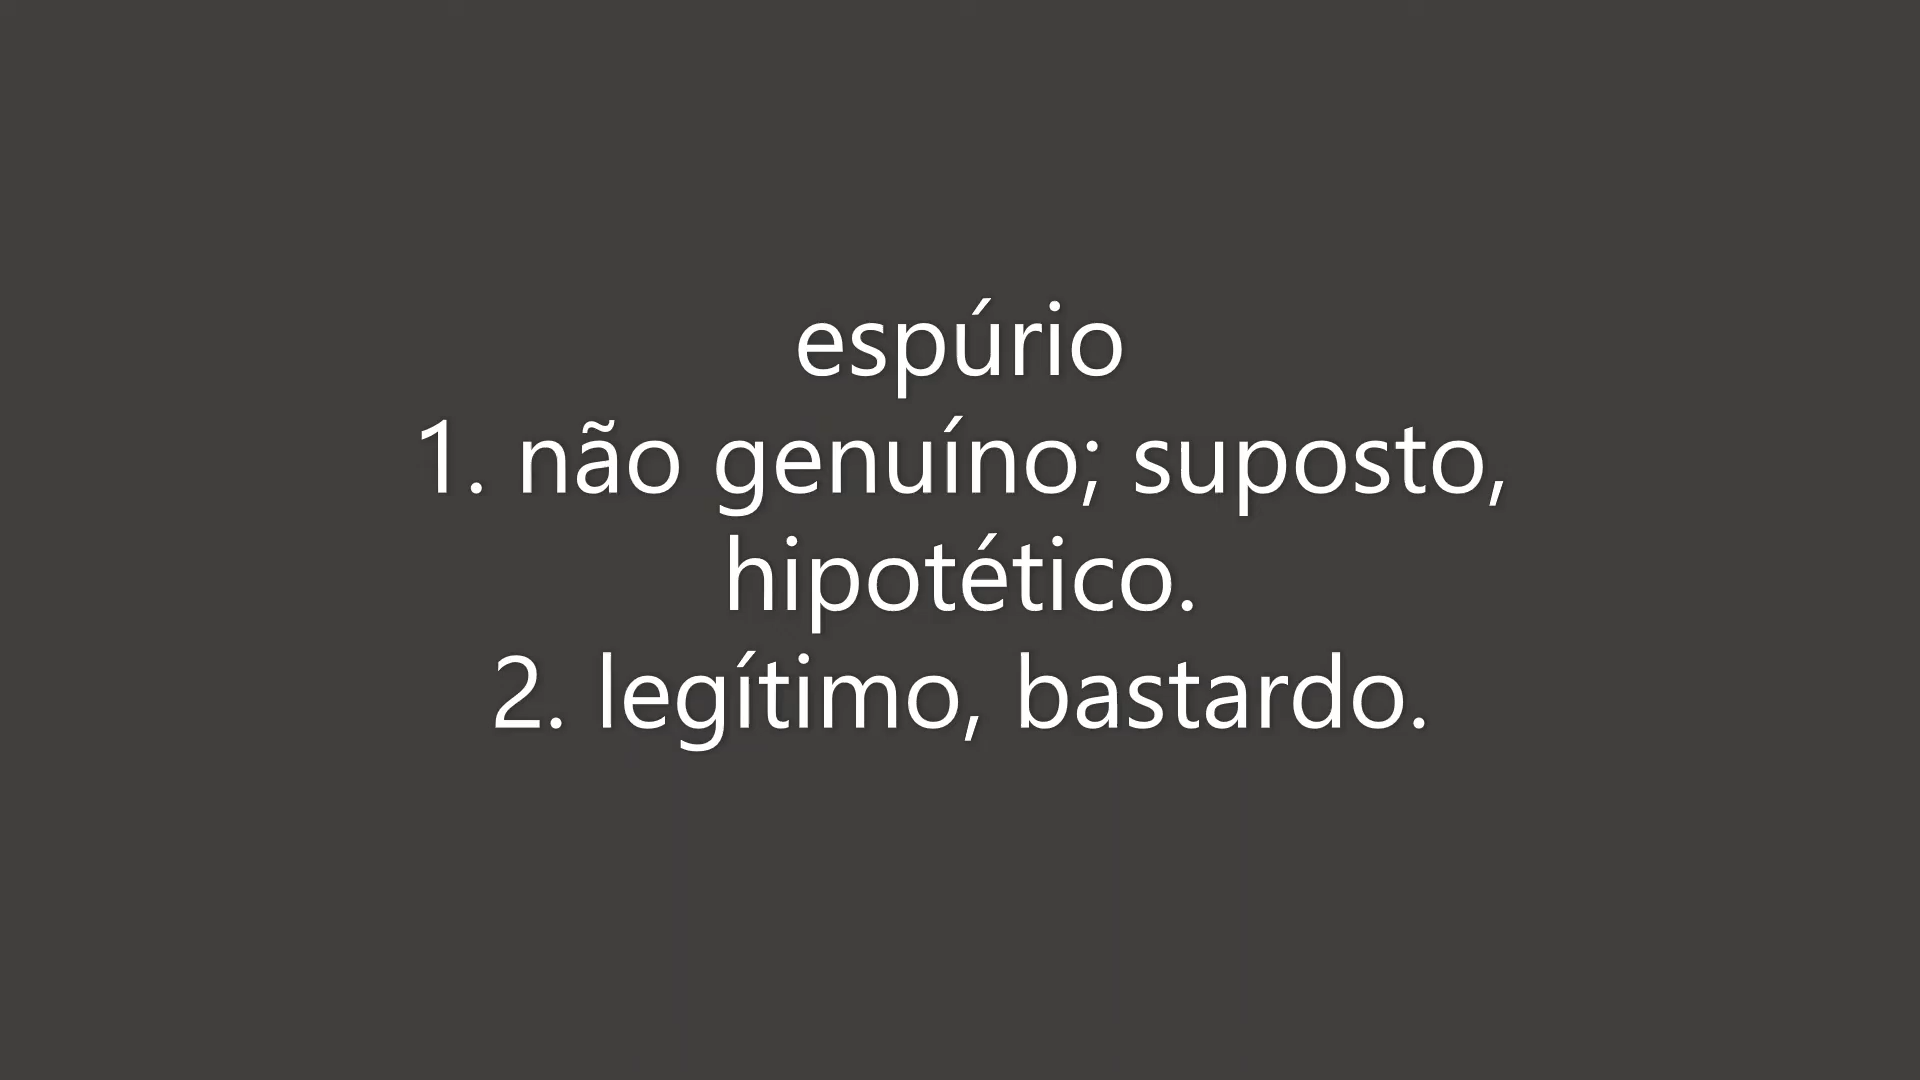 espúrio
1. não genuíno; suposto,
hipotético.
2. legítimo, bastardo.